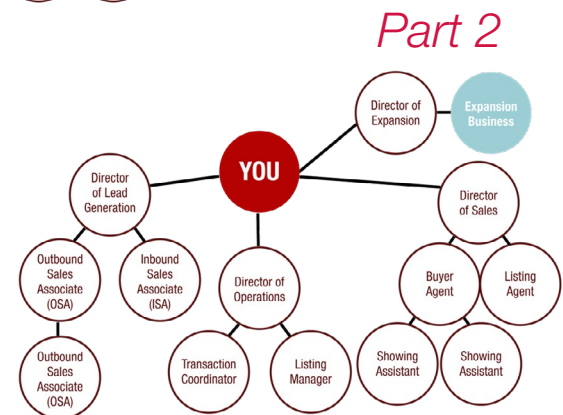 Part 2
Director of
Expansion
Expansion
Business
YOU
Director
of Lead
Generation
Director
of Sales
Outbound
Sales
Associate
(OSA)
Inbound
Sales
Associate
(ISA)
Director of
Operations
Buyer
Agent
Listing
Agent
Outbound
Sales
Associate
(OSA)
Transaction
Coordinator
Listing
Manager
Showing
Assistant
Showing
Assistant